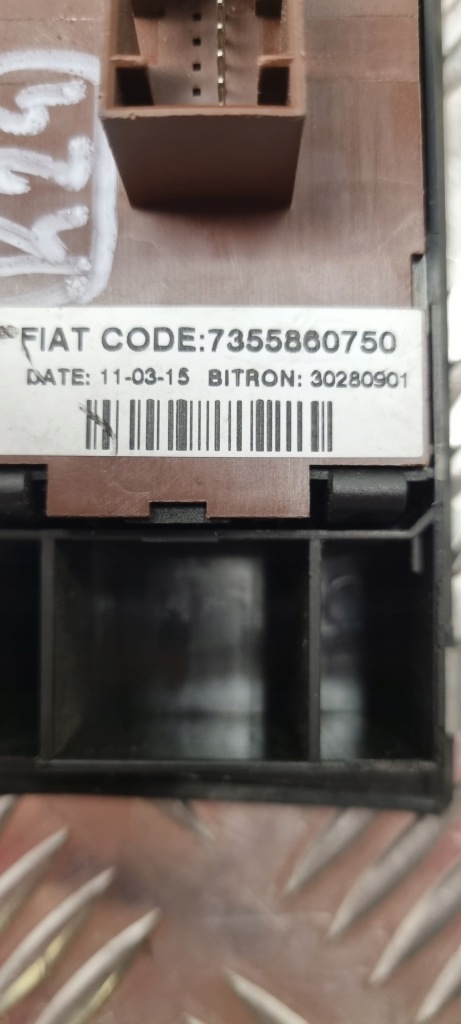 FIAT CODE:7355860750
DATE: 11-03-15 BITRON: 30280901